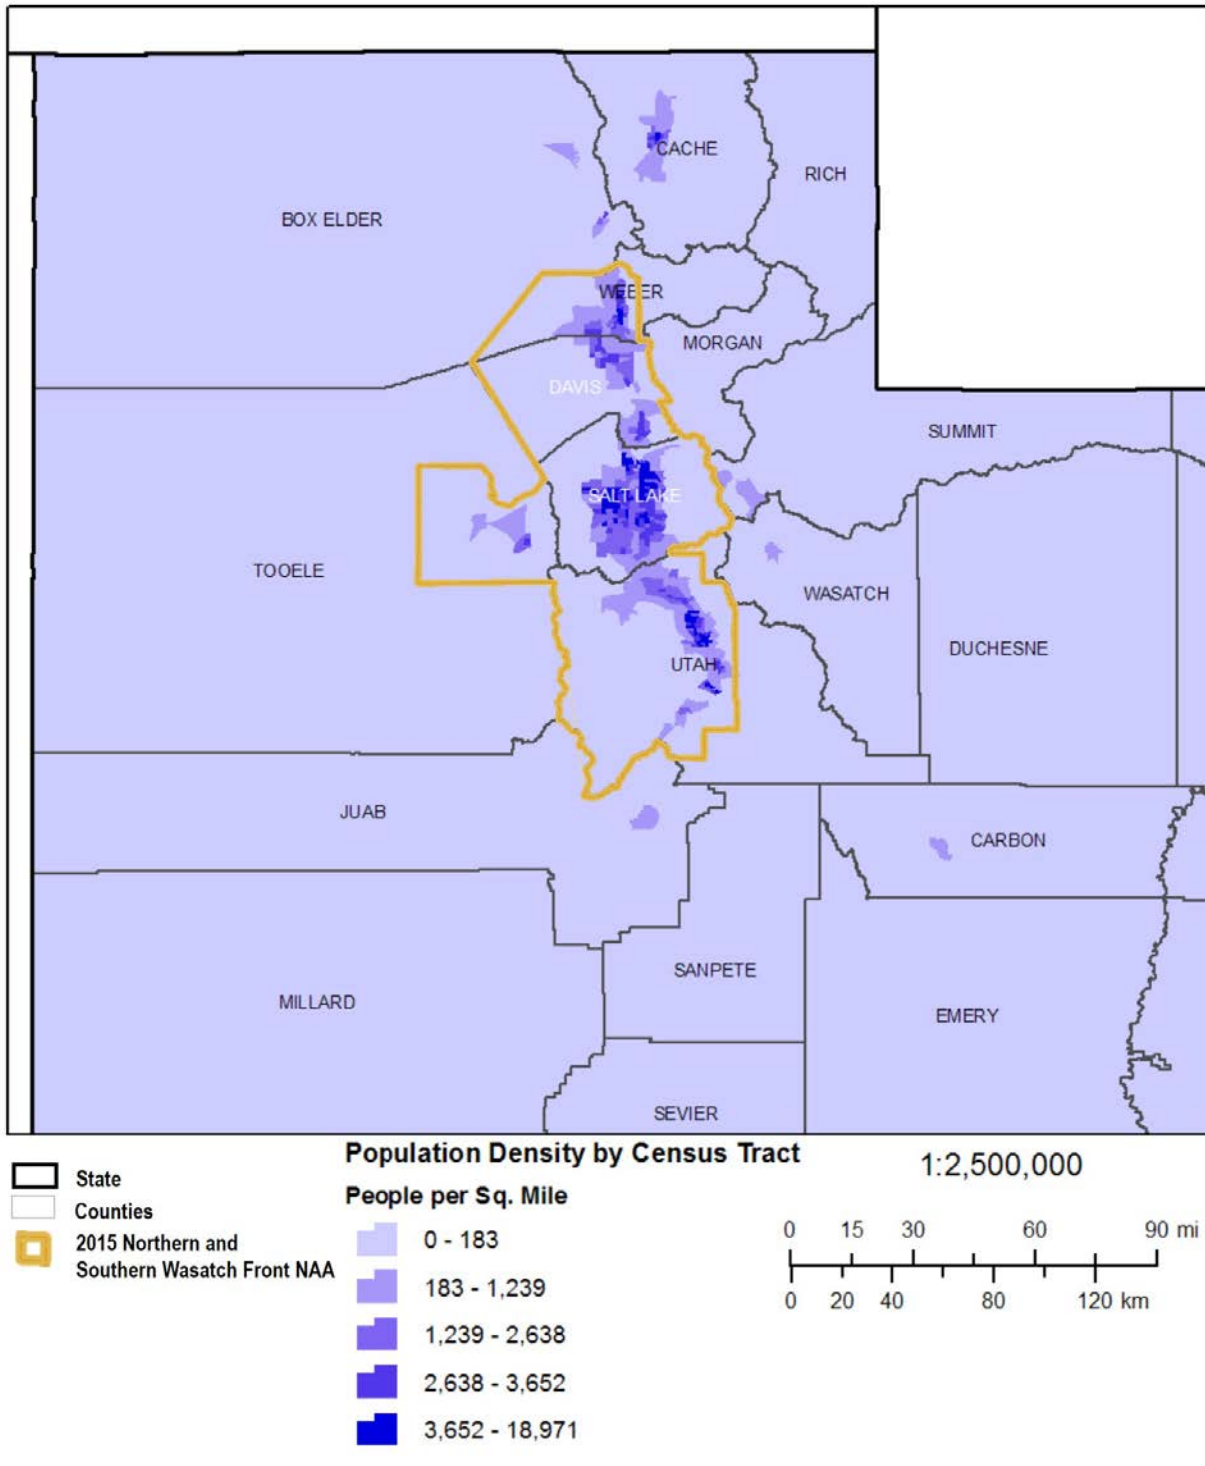 CACHE
RICH
BOX ELDER
WEBER
MORGAN
DAVIS
SUMMIT
SALT LAKE
TOOELE
WASATCH
DUCHESNE
UTAH
JUAB
CARBON
SANPETE
MILLARD
EMERY
SEVIER
State
Counties
2015 Northern and
Southern Wasatch Front NAA
Population Density by Census Tract
People per Sq. Mile
0 - 183
183 - 1,239
1,239 - 2,638
2,638 - 3,652
3,652 - 18,971
1:2,500,000
0 15 30 60 90 mi
0 20 40 80 120 km